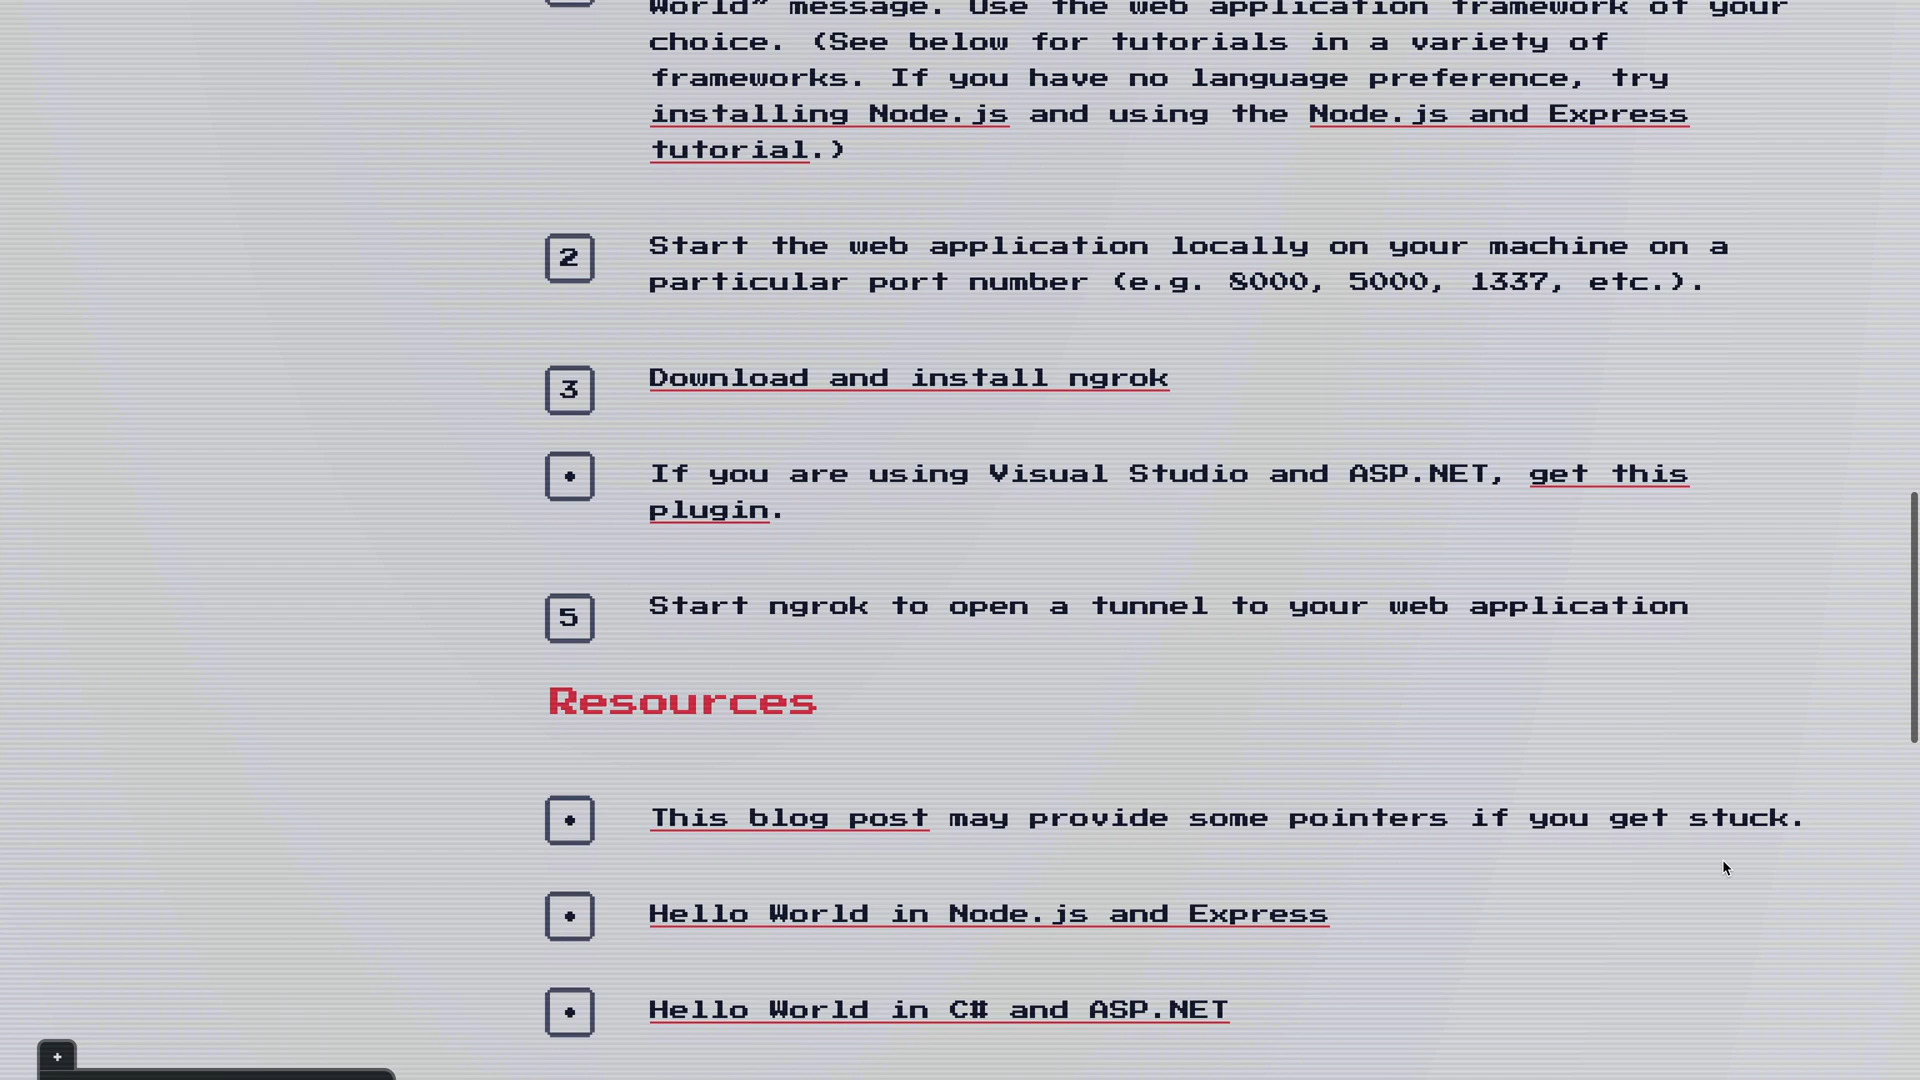 World" message. Use the web application framework of your
choice. (See below for tutorials in a variety of
frameworks. If you have no language preference, try
installing Node.js and using the Node.js and Express
tutorial.)
2
Start the web application locally on your machine on a
particular port number (e.g. 8000, 5000, 1337, etc.).
3
Download and install ngrok
• If you are using Visual Studio and ASP.NET, get this
plugin.
5
Start ngrok to open a tunnel to your web application
Resources
• This blog post may provide some pointers if you get stuck.
• Hello World in Node.js and Express
• Hello World in C# and ASP.NET
+